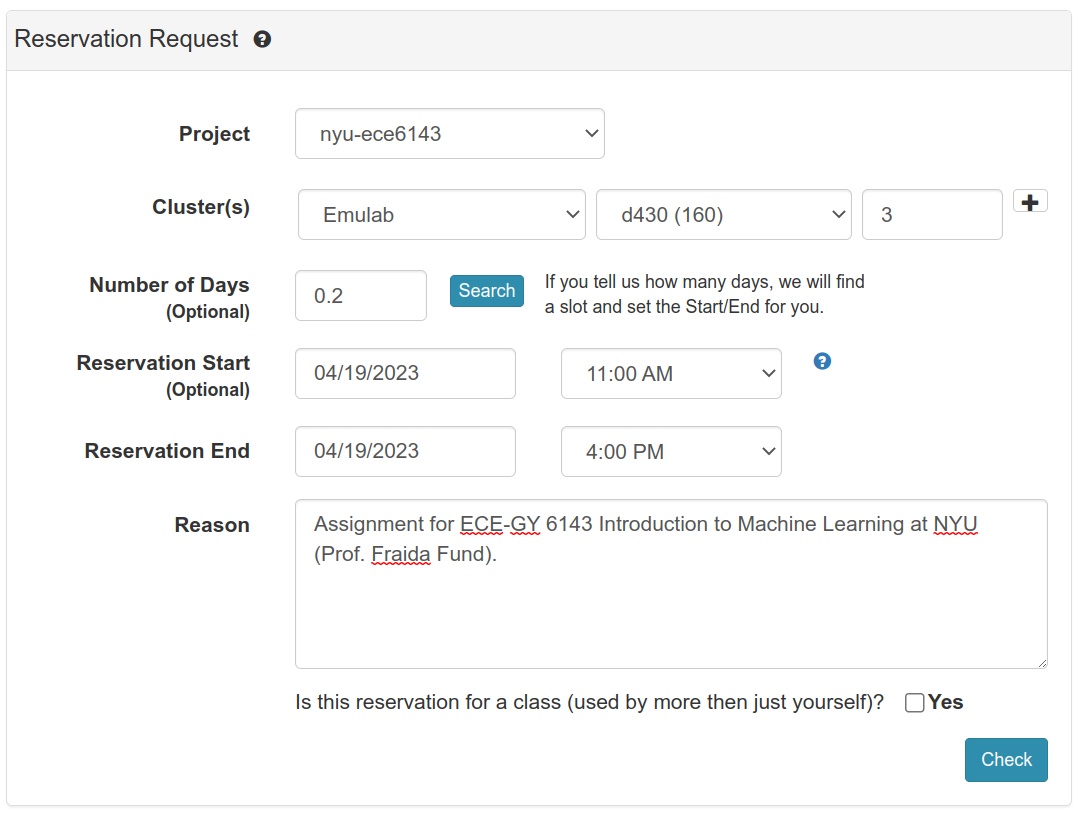 Reservation Request
Project nyu-ece6143
Cluster(s) Emulab d430 (160) 3
Number of Days (Optional) 0.2 Search
If you tell us how many days, we will find
a slot and set the Start/End for you.
Reservation Start (Optional) 04/19/2023 11:00 AM
Reservation End 04/19/2023 4:00 PM
Reason
Assignment for ECE-GY 6143 Introduction to Machine Learning at NYU
(Prof. Fraida Fund).
Is this reservation for a class (used by more then just yourself)? Yes
Check